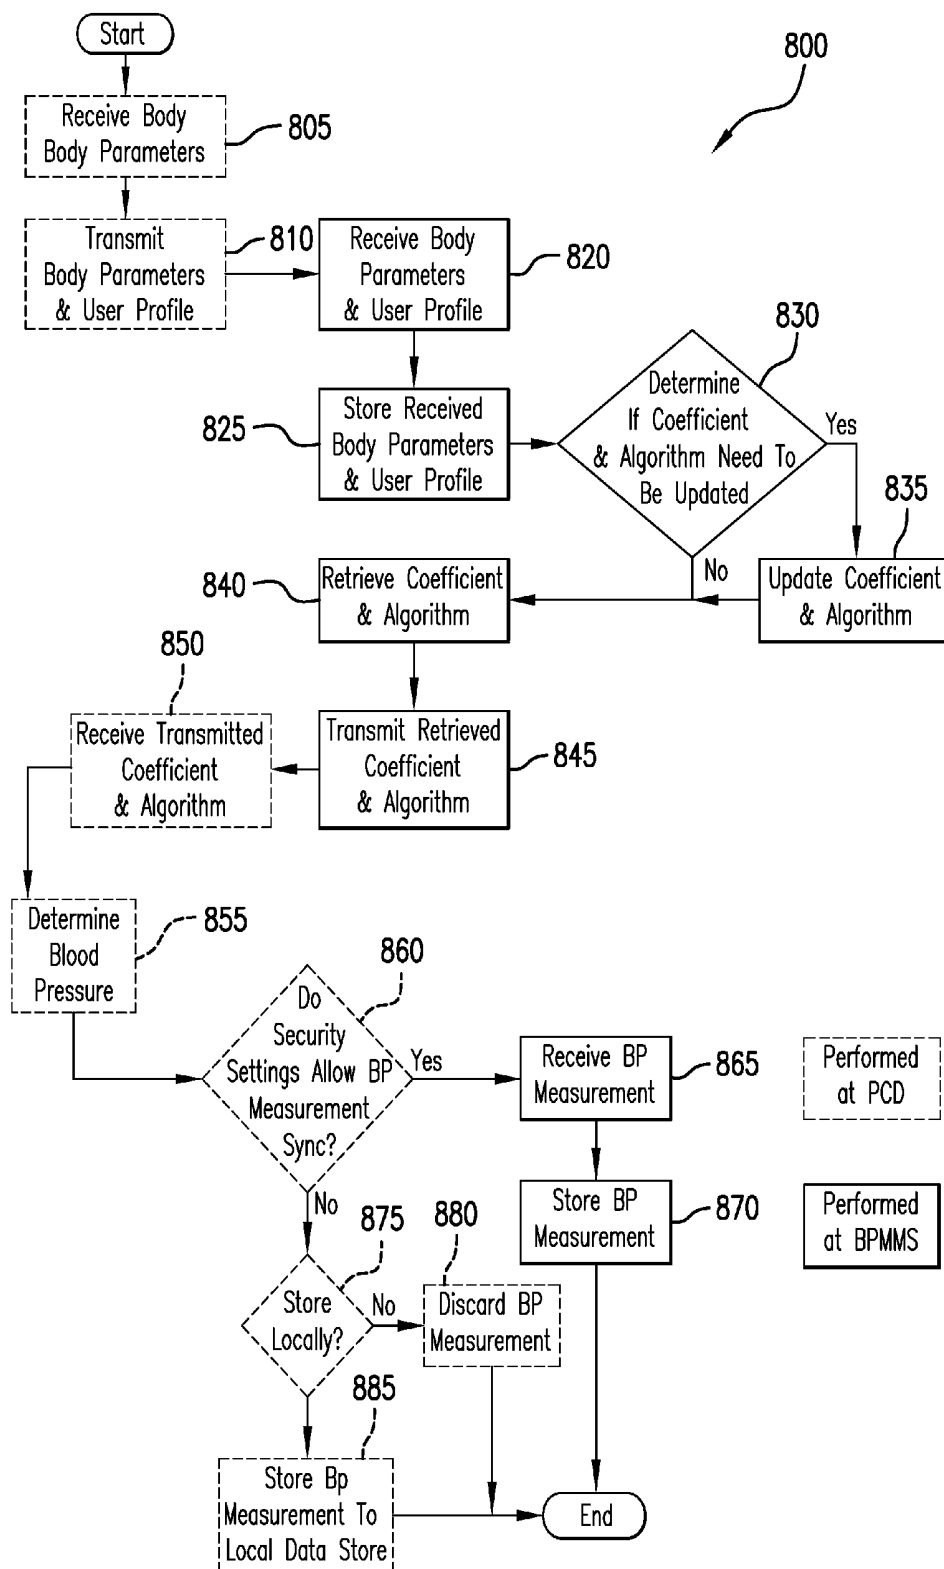 Start
800
Receive Body
Body Parameters
805
Transmit
Body Parameters
& User Profile
810
Receive Body
Parameters
& User Profile
820
830
Determine
If Coefficient
& Algorithm Need To
Be Updated
Yes
825
Store Received
Body Parameters
& User Profile
835
No
Update Coefficient
& Algorithm
840
Retrieve Coefficient
& Algorithm
850
Receive Transmitted
Coefficient
& Algorithm
Transmit Retrieved
Coefficient
& Algorithm
845
Determine
Blood
Pressure
855
860
Do
Security
Settings Allow BP
Measurement
Sync?
Yes
Receive BP
Measurement
865
Performed
at PCD
No
Store BP
Measurement
870
Performed
at BPMMS
875
880
Store
Locally?
No
Discard BP
Measurement
885
Store Bp
Measurement To
Local Data Store
End